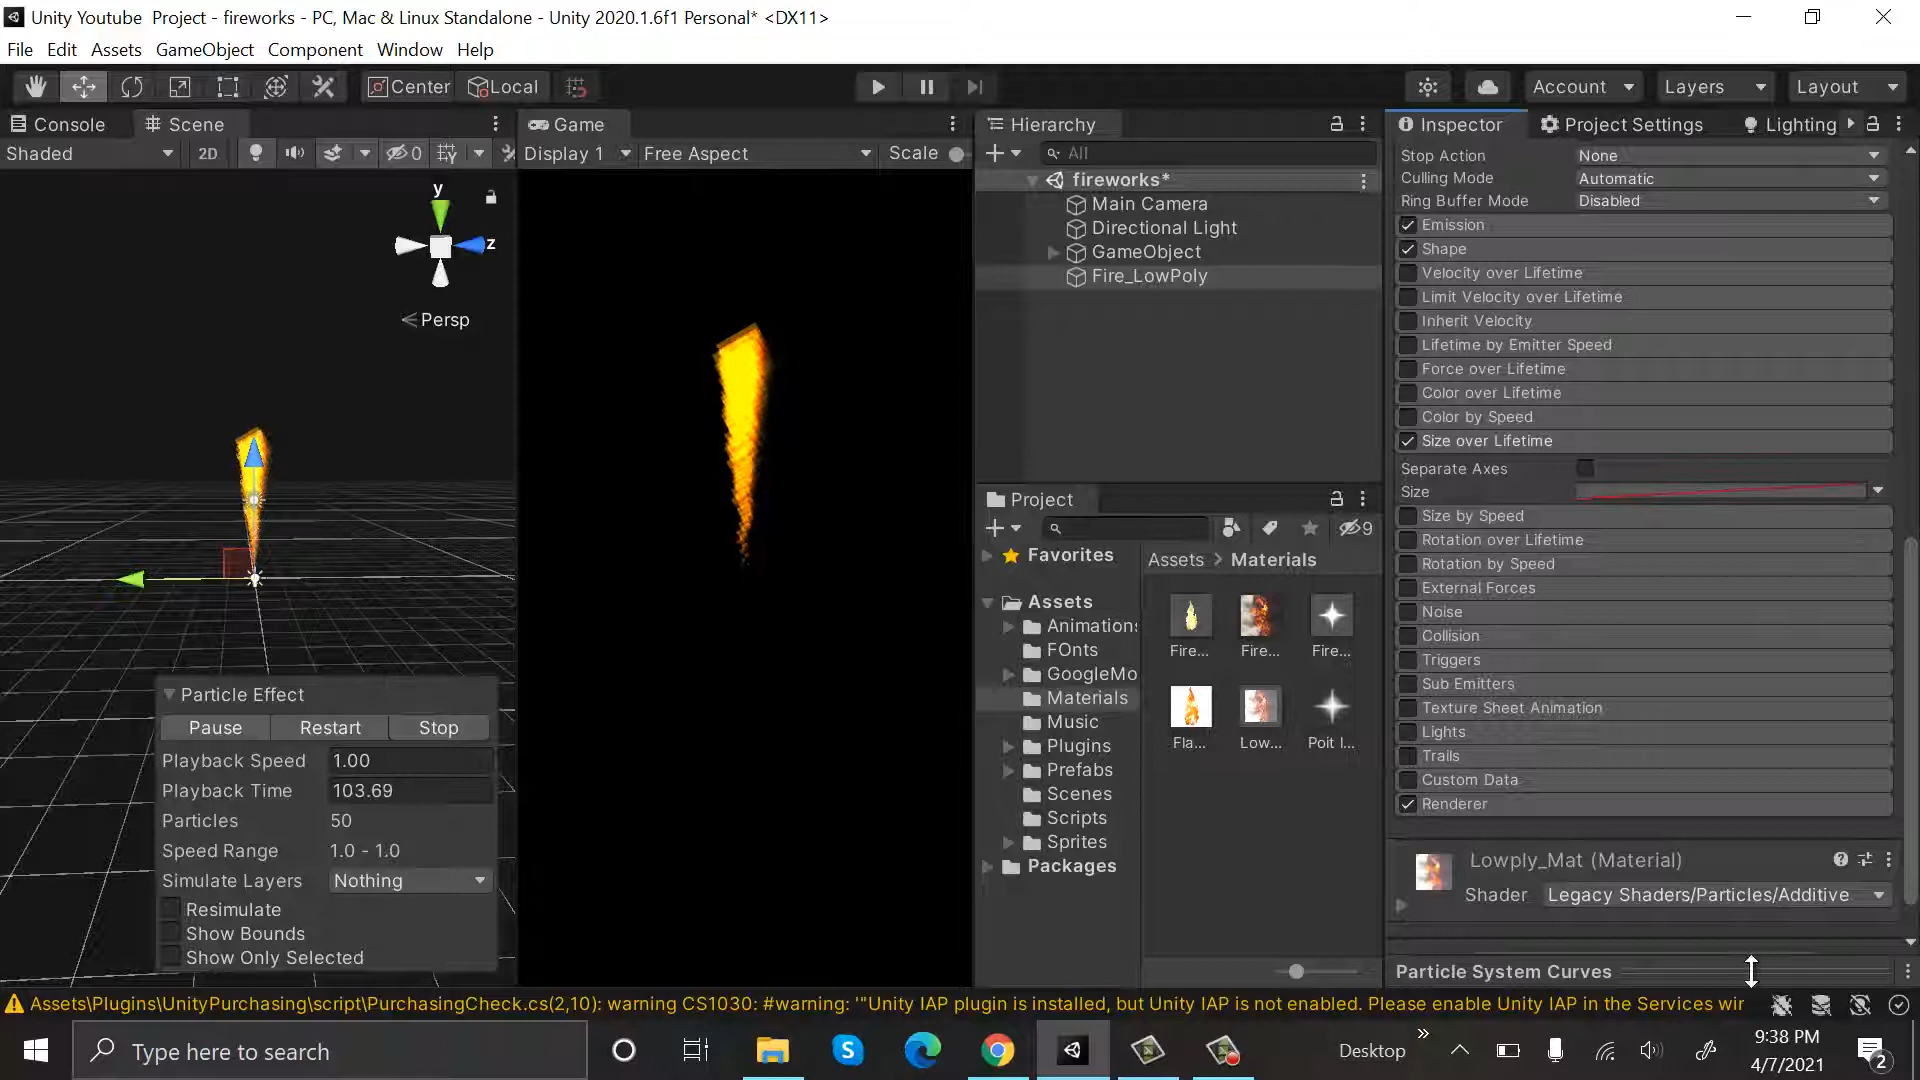 Unity Youtube  Project - fireworks - PC, Mac & Linux Standalone - Unity 2020.1.6f1 Personal* <DX11>
File Edit Assets GameObject Component Window Help
Center Local Account Layers Layout
Console Scene
Game
Hierarchy
Inspector Project Settings Lighting
Shaded 2D 0
Display 1 Free Aspect Scale
All
fireworks*
Main Camera
Directional Light
GameObject
Fire_LowPoly
y
z
Persp
Particle Effect
Pause Restart Stop
Playback Speed 1.00
Playback Time 103.69
Particles 50
Speed Range 1.0 - 1.0
Simulate Layers Nothing
Resimulate
Show Bounds
Show Only Selected
Project
9
Favorites
Assets
Animation
FOnts
GoogleMo
Materials
Music
Plugins
Prefabs
Scenes
Scripts
Sprites
Packages
Assets > Materials
Fire... Fire... Fire...
Fla... Low... Poit l...
Stop Action None
Culling Mode Automatic
Ring Buffer Mode Disabled
Emission
Shape
Velocity over Lifetime
Limit Velocity over Lifetime
Inherit Velocity
Lifetime by Emitter Speed
Force over Lifetime
Color over Lifetime
Color by Speed
Size over Lifetime
Separate Axes
Size
Size by Speed
Rotation over Lifetime
Rotation by Speed
External Forces
Noise
Collision
Triggers
Sub Emitters
Texture Sheet Animation
Lights
Trails
Custom Data
Renderer
Lowply_Mat (Material)
Shader Legacy Shaders/Particles/Additive
Particle System Curves
Assets\Plugins\UnityPurchasing\script\PurchasingCheck.cs(2,10): warning CS1030: #warning: '"Unity IAP plugin is installed, but Unity IAP is not enabled. Please enable Unity IAP in the Services wir
Type here to search
Desktop
9:38 PM
4/7/2021
2